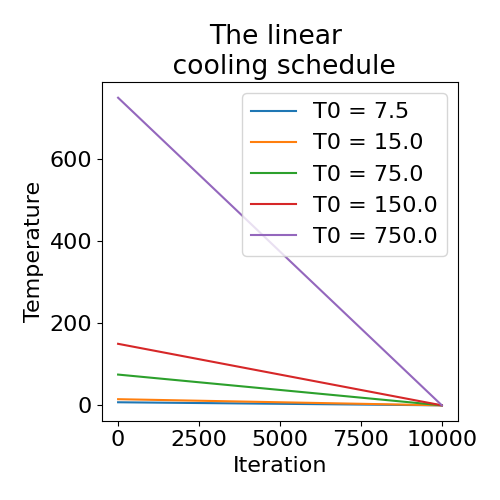 The linear
cooling schedule
T0 = 7.5
T0 = 15.0
T0 = 75.0
T0 = 150.0
T0 = 750.0
Temperature
600
400
200
0
0 2500 5000 7500 10000
Iteration